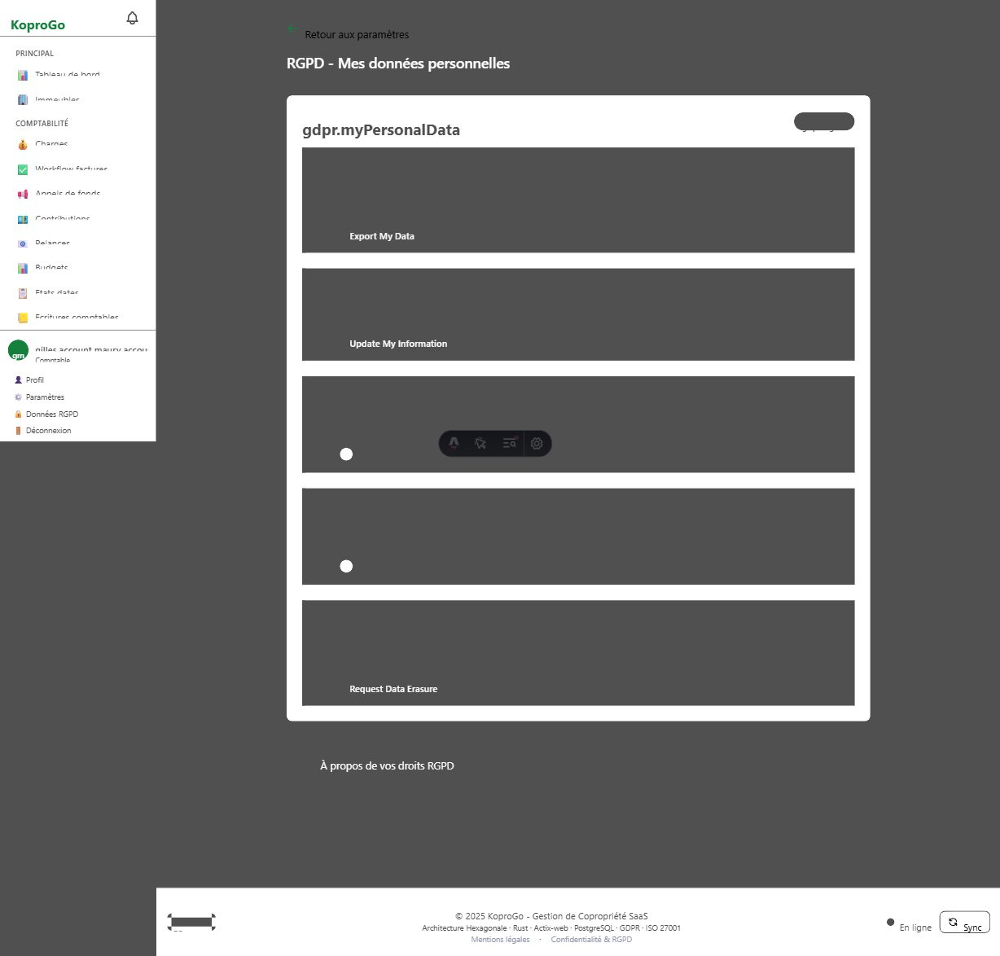 KoproGo
PRINCIPAL
Tableau de bord
Immeubles
COMPTABILITÉ
Charges
Workflow factures
Appels de fonds
Contributions
Relances
Budgets
Etats dates
Ecritures comptables
gm
gilles account maury accou
Comptable
Profil
Paramètres
Données RGPD
Déconnexion
Retour aux paramètres
RGPD - Mes données personnelles
gdpr.myPersonalData
Export My Data
Update My Information
Request Data Erasure
À propos de vos droits RGPD
© 2025 KoproGo - Gestion de Copropriété SaaS
Architecture Hexagonale · Rust · Actix-web · PostgreSQL · GDPR · ISO 27001
Mentions légales · Confidentialité & RGPD
En ligne
Sync